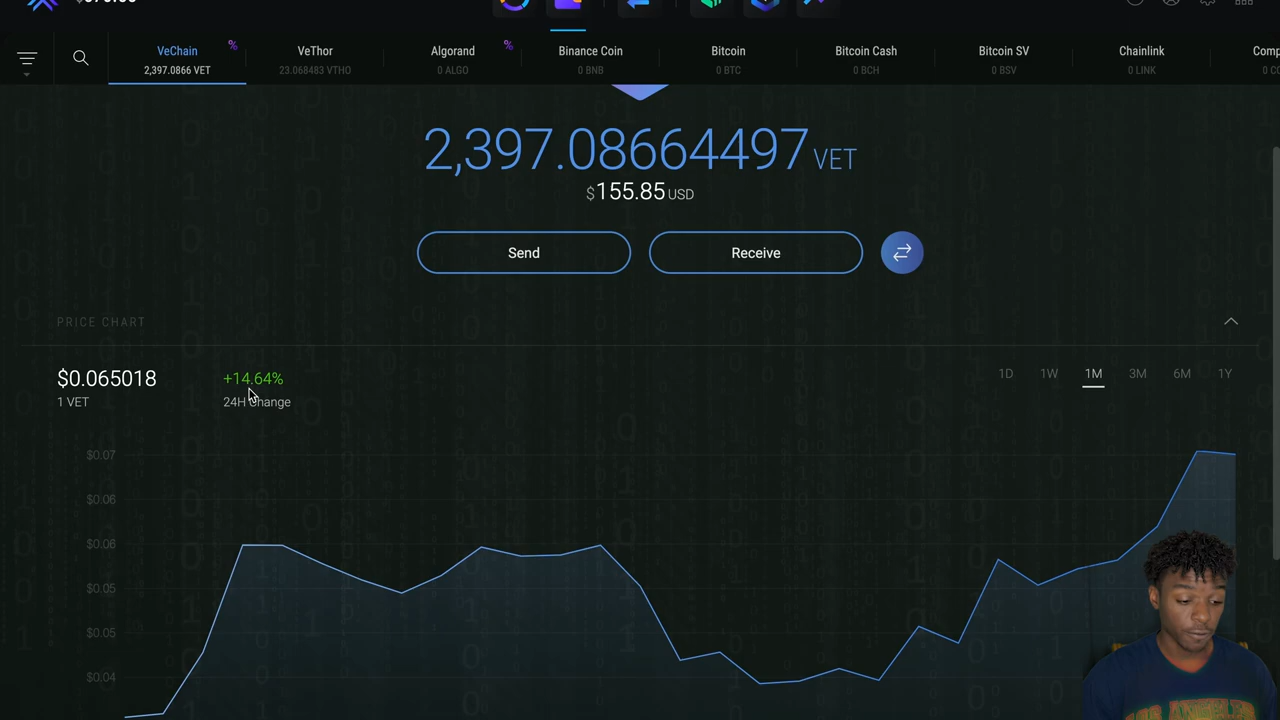 VeChain
2,397.0866 VET
%
VeThor
23.068483 VTHO
Algorand
0 ALGO
%
Binance Coin
0 BNB
Bitcoin
0 BTC
Bitcoin Cash
0 BCH
Bitcoin SV
0 BSV
Chainlink
0 LINK
2,397.08664497 VET
$155.85 USD
Send
Receive
PRICE CHART
$0.065018
1 VET
+14.64%
24H Change
1D 1W 1M 3M 6M 1Y
$0.07
$0.06
$0.06
$0.05
$0.05
$0.04
LOS ANGELES